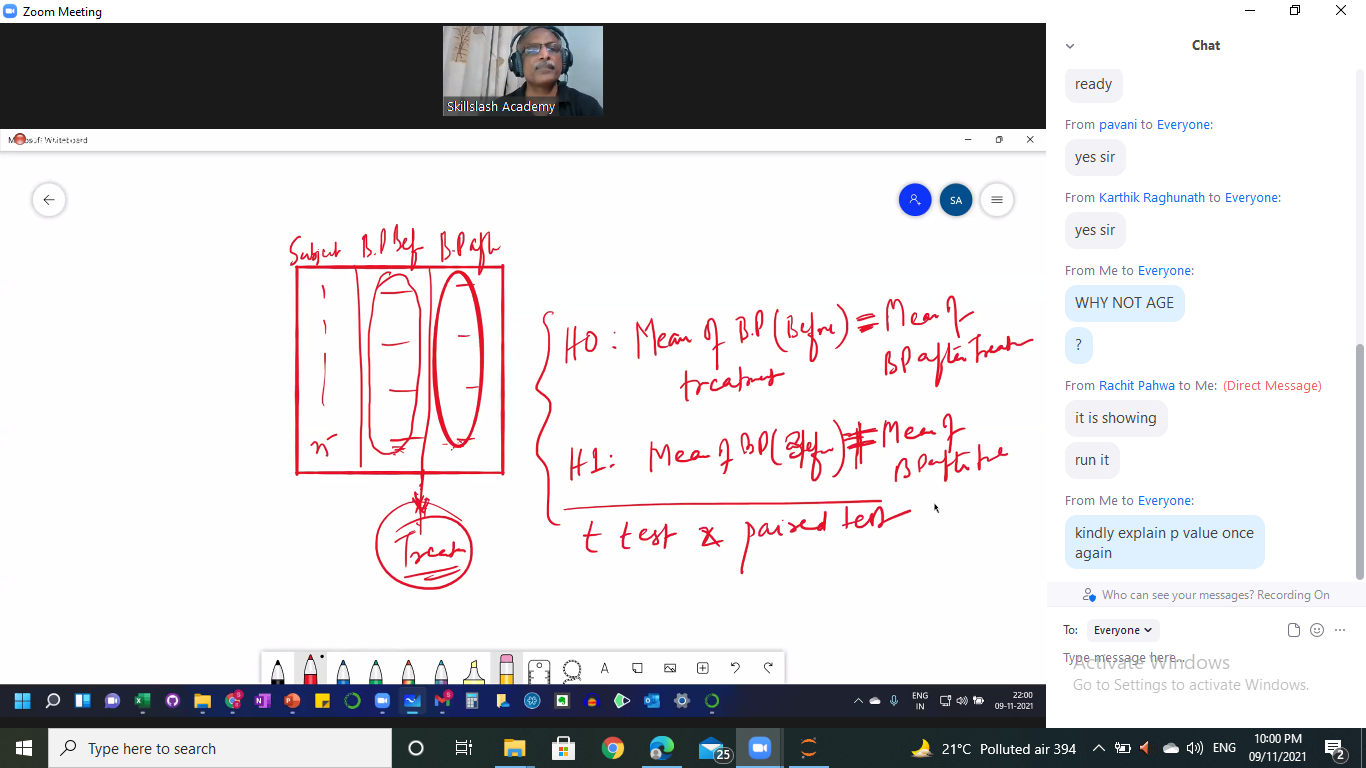 Zoom Meeting
Skillslash Academy
Microsoft Whiteboard
SA
Subject B.P Bef B.P aft
n
Treat
H0 : Mean of B.P (Before) = Mean of
treatment BP after Treat
H1: Mean of BP (Before) ≠ Mean of
BP after
t test & paired test
Chat
ready
From pavani to Everyone:
yes sir
From Karthik Raghunath to Everyone:
yes sir
From Me to Everyone:
WHY NOT AGE
?
From Rachit Pahwa to Me: (Direct Message)
it is showing
run it
From Me to Everyone:
kindly explain p value once
again
Who can see your messages? Recording On
To: Everyone
Type message here...
Activate Windows
Go to Settings to activate Windows.
A
ENG
IN
22:00
09-11-2021
Type here to search
25
21°C Polluted air 394
ENG
10:00 PM
09/11/2021
2